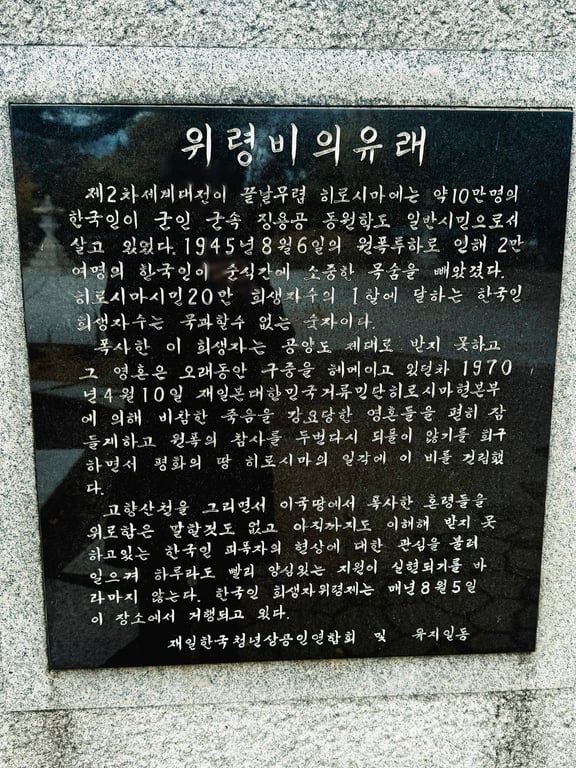 위령비의유래
제2차세계대전이 끝날무렵 히로시마에는 약10만명의
한국인이 군인 군속 징용공 동원학도 일반시민으로서
살고 있었다. 1945년8월6일의 원폭투하로 인해 2만
여명의 한국인이 순식간에 소중한 목숨을 빼았겼다.
히로시마시민20만 희생자수의 1할에 달하는 한국인
희생자수는 묵과할수 없는 숫자이다.
폭사한 이 희생자는 공양도 제대로 받지 못하고
그 영혼은 오래동안 구중을 헤메이고 있던차 1970
년4월10일 재일본대한민국거류민단히로시마현본부
에 의해 비참한 죽음을 강요당한 영혼들을 편히 잠
들게하고 원폭의 참사를 두번다시 되풀이 않기를 희구
하면서 평화의 땅 히로시마의 일각에 이 비를 건립했
다.
고향산천을 그리면서 이국땅에서 폭사한 혼령들을
위로함은 말할것도 없고 아직까지도 이해해 받지 못
하고있는 한국인 피폭자의 현상에 대한 관심을 불러
일으켜 하루라도 빨리 양심있는 지원이 실현되기를 바
라마지 않는다. 한국인 희생자위령제는 매년8월5일
이 장소에서 거행되고 있다.
재일한국청년상공인연합회 및 유지일동